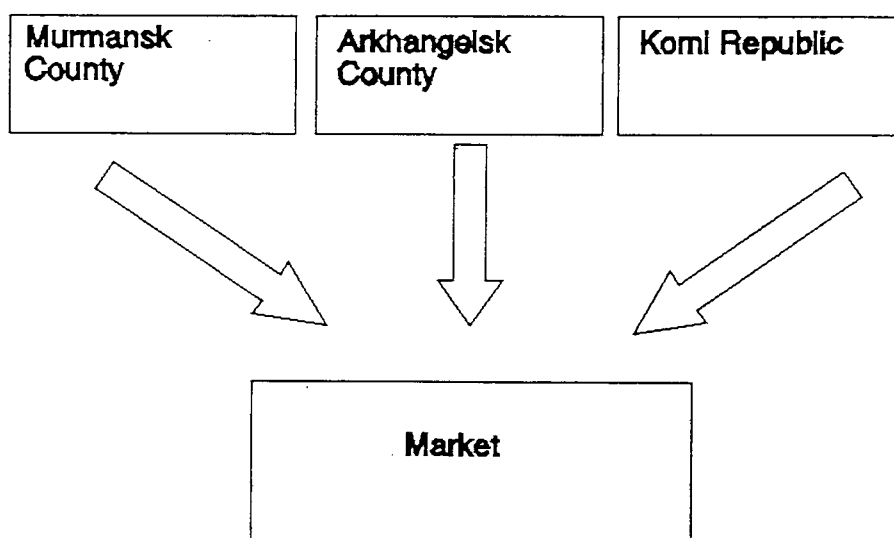 Murmansk
County
Arkhangelsk
County
Komi Republic
Market